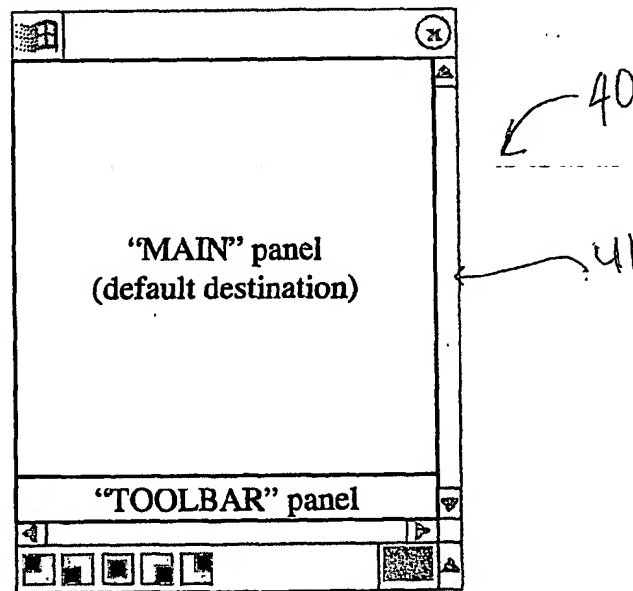 x
40
"MAIN" panel
(default destination)
41
"TOOLBAR" panel